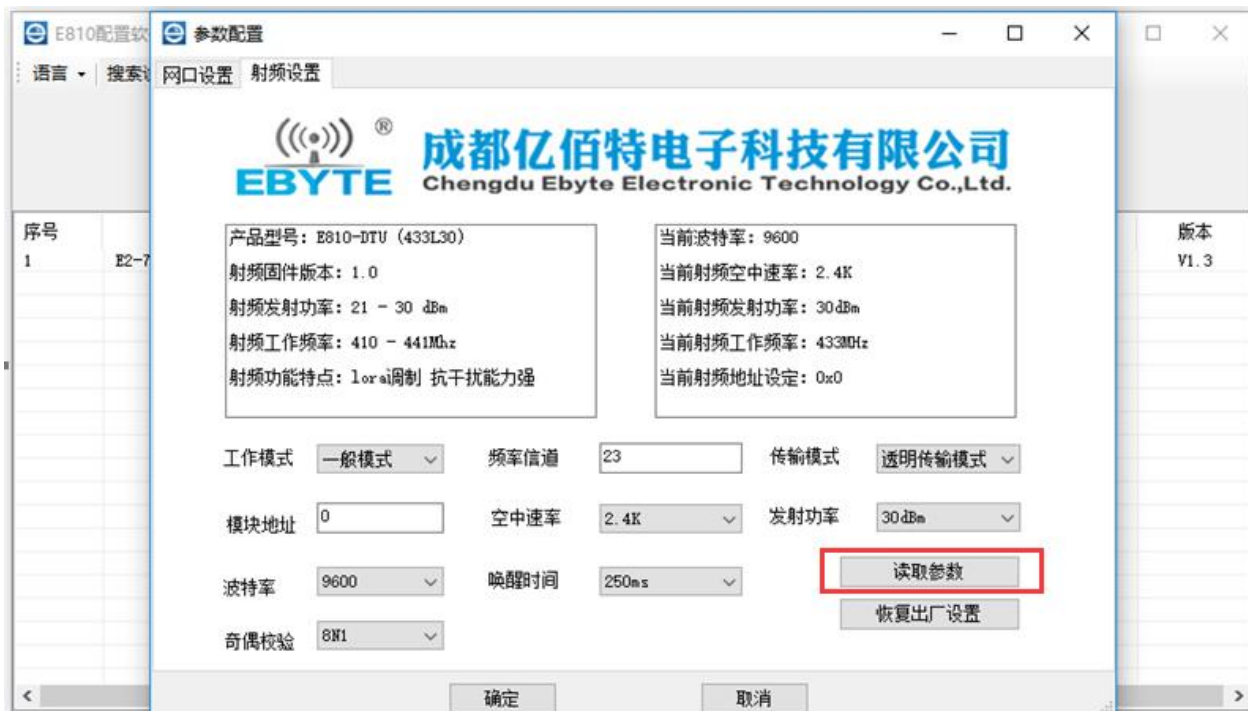 E810配置软
参数配置
语言
搜索设
网口设置
射频设置
EBYTE ®
成都亿佰特电子科技有限公司
Chengdu Ebyte Electronic Technology Co.,Ltd.
序号
版本
1
E2-7
V1.3
产品型号: E810-DTU (433L30)
射频固件版本: 1.0
射频发射功率: 21 - 30 dBm
射频工作频率: 410 - 441Mhz
射频功能特点: lora调制 抗干扰能力强
当前波特率: 9600
当前射频空中速率: 2.4K
当前射频发射功率: 30dBm
当前射频工作频率: 433MHz
当前射频地址设定: 0x0
工作模式 一般模式 频率信道 23 传输模式 透明传输模式
模块地址 0 空中速率 2.4K 发射功率 30dBm
波特率 9600 唤醒时间 250ms 读取参数
恢复出厂设置
奇偶校验 8N1
确定 取消